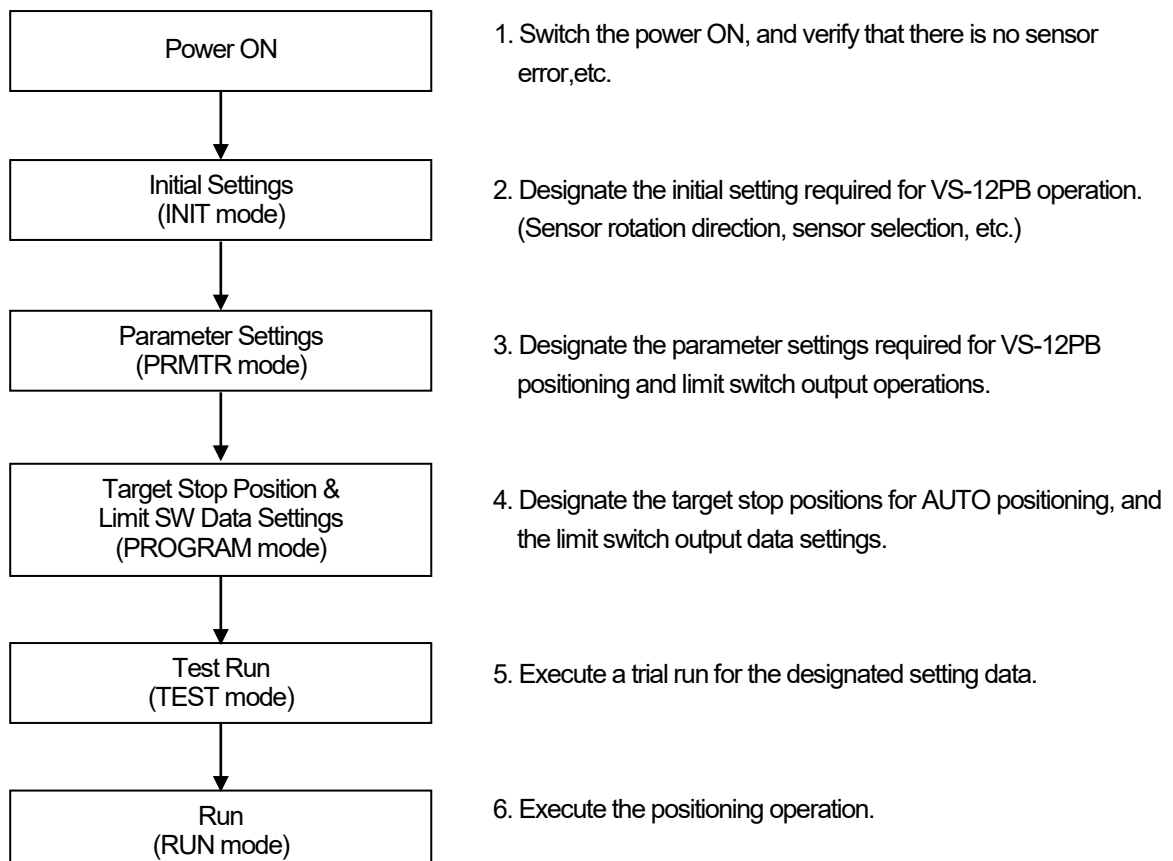 Power ON
1. Switch the power ON, and verify that there is no sensor
error,etc.
Initial Settings
(INIT mode)
2. Designate the initial setting required for VS-12PB operation.
(Sensor rotation direction, sensor selection, etc.)
Parameter Settings
(PRMTR mode)
3. Designate the parameter settings required for VS-12PB
positioning and limit switch output operations.
Target Stop Position &
Limit SW Data Settings
(PROGRAM mode)
4. Designate the target stop positions for AUTO positioning, and
the limit switch output data settings.
Test Run
(TEST mode)
5. Execute a trial run for the designated setting data.
Run
(RUN mode)
6. Execute the positioning operation.